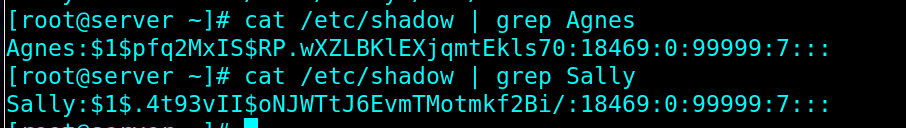 [root@server ~]# cat /etc/shadow | grep Agnes
Agnes:$1$pfq2MxIS$RP.wXZLBKlEXjqmtEkls70:18469:0:99999:7:::
[root@server ~]# cat /etc/shadow | grep Sally
Sally:$1$.4t93vII$oNJWTtJ6EvmTMotmkf2Bi/:18469:0:99999:7:::